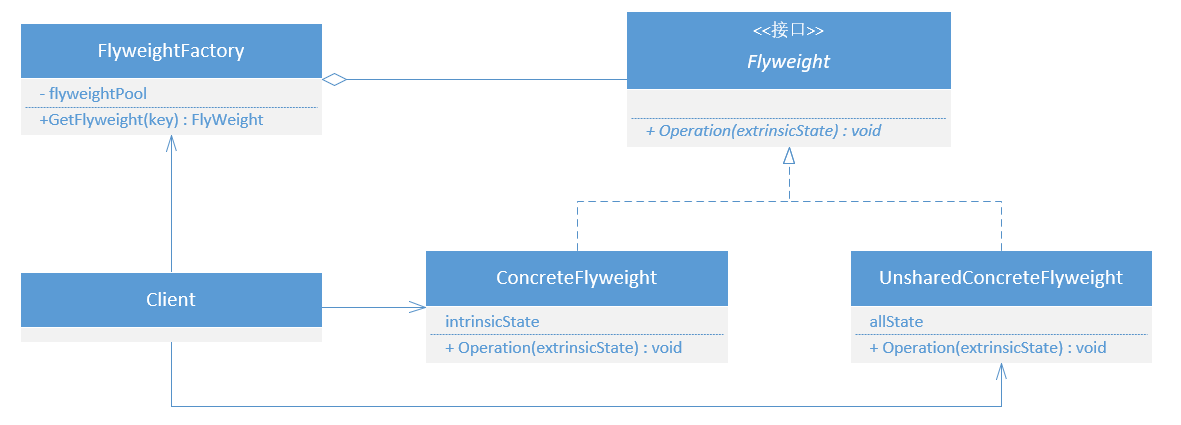 FlyweightFactory
- flyweightPool
+GetFlyweight(key) : FlyWeight
<<接口>>
Flyweight
+ Operation(extrinsicState) : void
Client
ConcreteFlyweight
intrinsicState
+ Operation(extrinsicState) : void
UnsharedConcreteFlyweight
allState
+ Operation(extrinsicState) : void